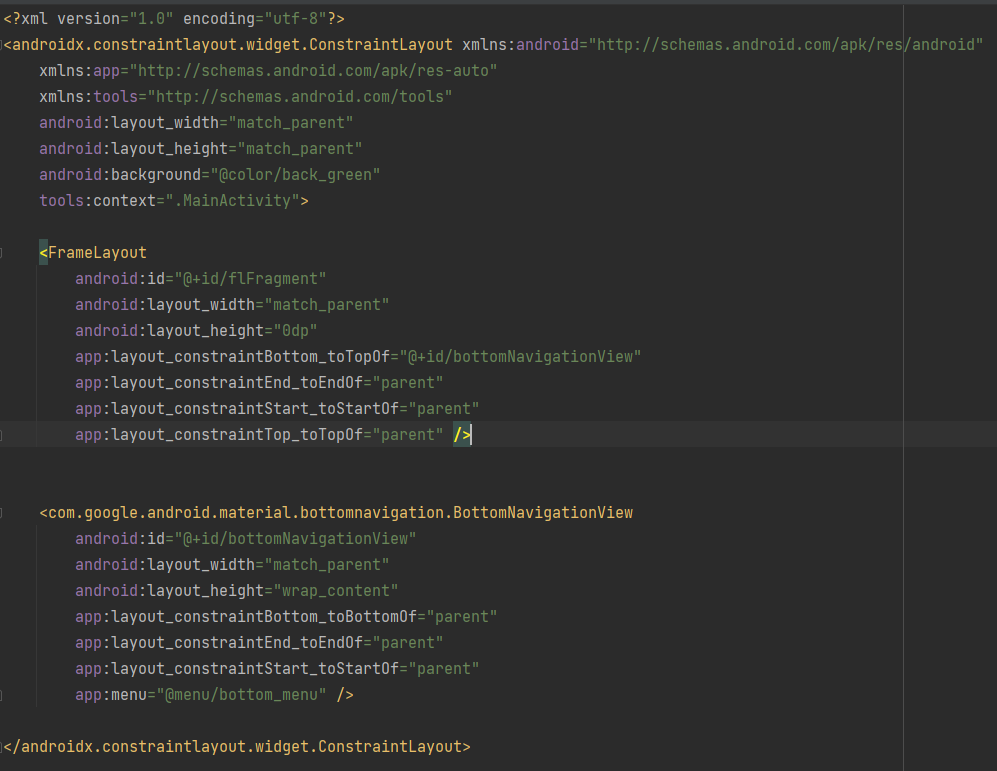 <?xml version="1.0" encoding="utf-8"?>
<androidx.constraintlayout.widget.ConstraintLayout xmlns:android="http://schemas.android.com/apk/res/android"
    xmlns:app="http://schemas.android.com/apk/res-auto"
    xmlns:tools="http://schemas.android.com/tools"
    android:layout_width="match_parent"
    android:layout_height="match_parent"
    android:background="@color/back_green"
    tools:context=".MainActivity">

    <FrameLayout
        android:id="@+id/flFragment"
        android:layout_width="match_parent"
        android:layout_height="0dp"
        app:layout_constraintBottom_toTopOf="@+id/bottomNavigationView"
        app:layout_constraintEnd_toEndOf="parent"
        app:layout_constraintStart_toStartOf="parent"
        app:layout_constraintTop_toTopOf="parent" />


    <com.google.android.material.bottomnavigation.BottomNavigationView
        android:id="@+id/bottomNavigationView"
        android:layout_width="match_parent"
        android:layout_height="wrap_content"
        app:layout_constraintBottom_toBottomOf="parent"
        app:layout_constraintEnd_toEndOf="parent"
        app:layout_constraintStart_toStartOf="parent"
        app:menu="@menu/bottom_menu" />

</androidx.constraintlayout.widget.ConstraintLayout>